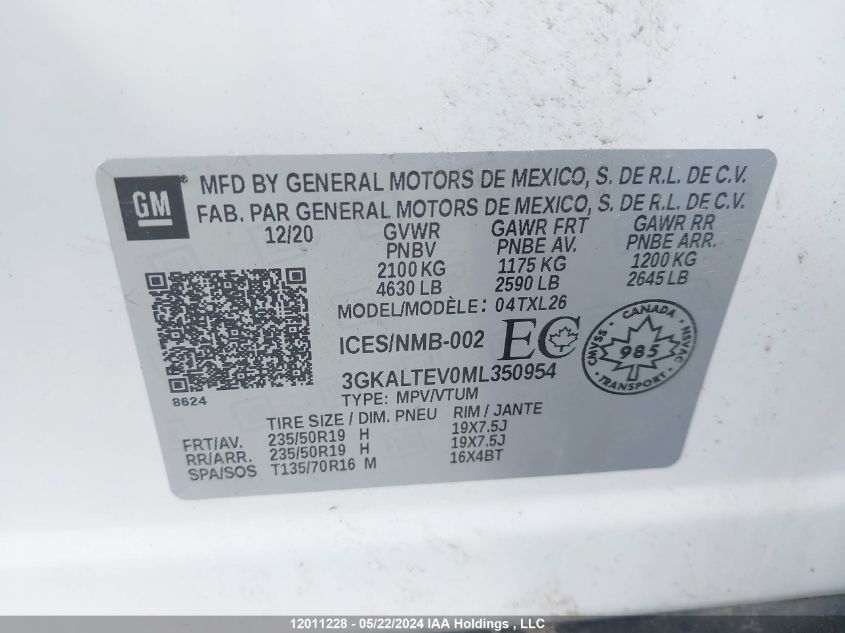 GM ® MFD BY GENERAL MOTORS DE MEXICO, S. DE R.L. DE C.V.
FAB. PAR GENERAL MOTORS DE MEXICO, S. DE R.L. DE C.V.
12/20 GVWR GAWR FRT GAWR RR
PNBV PNBE AV. PNBE ARR.
2100 KG 1175 KG 1200 KG
4630 LB 2590 LB 2645 LB
MODEL/MODÈLE: 04TXL26
ICES/NMB-002 EC
CANADA
CMVSS 985 NSVAC
TRANSPORT
3GKALTEV0ML350954
8624 TYPE: MPV/VTUM
TIRE SIZE / DIM. PNEU RIM / JANTE
FRT/AV. 235/50R19 H 19X7.5J
RR/ARR. 235/50R19 H 19X7.5J
SPA/SOS T135/70R16 M 16X4BT
12011228 - 05/22/2024 IAA Holdings , LLC